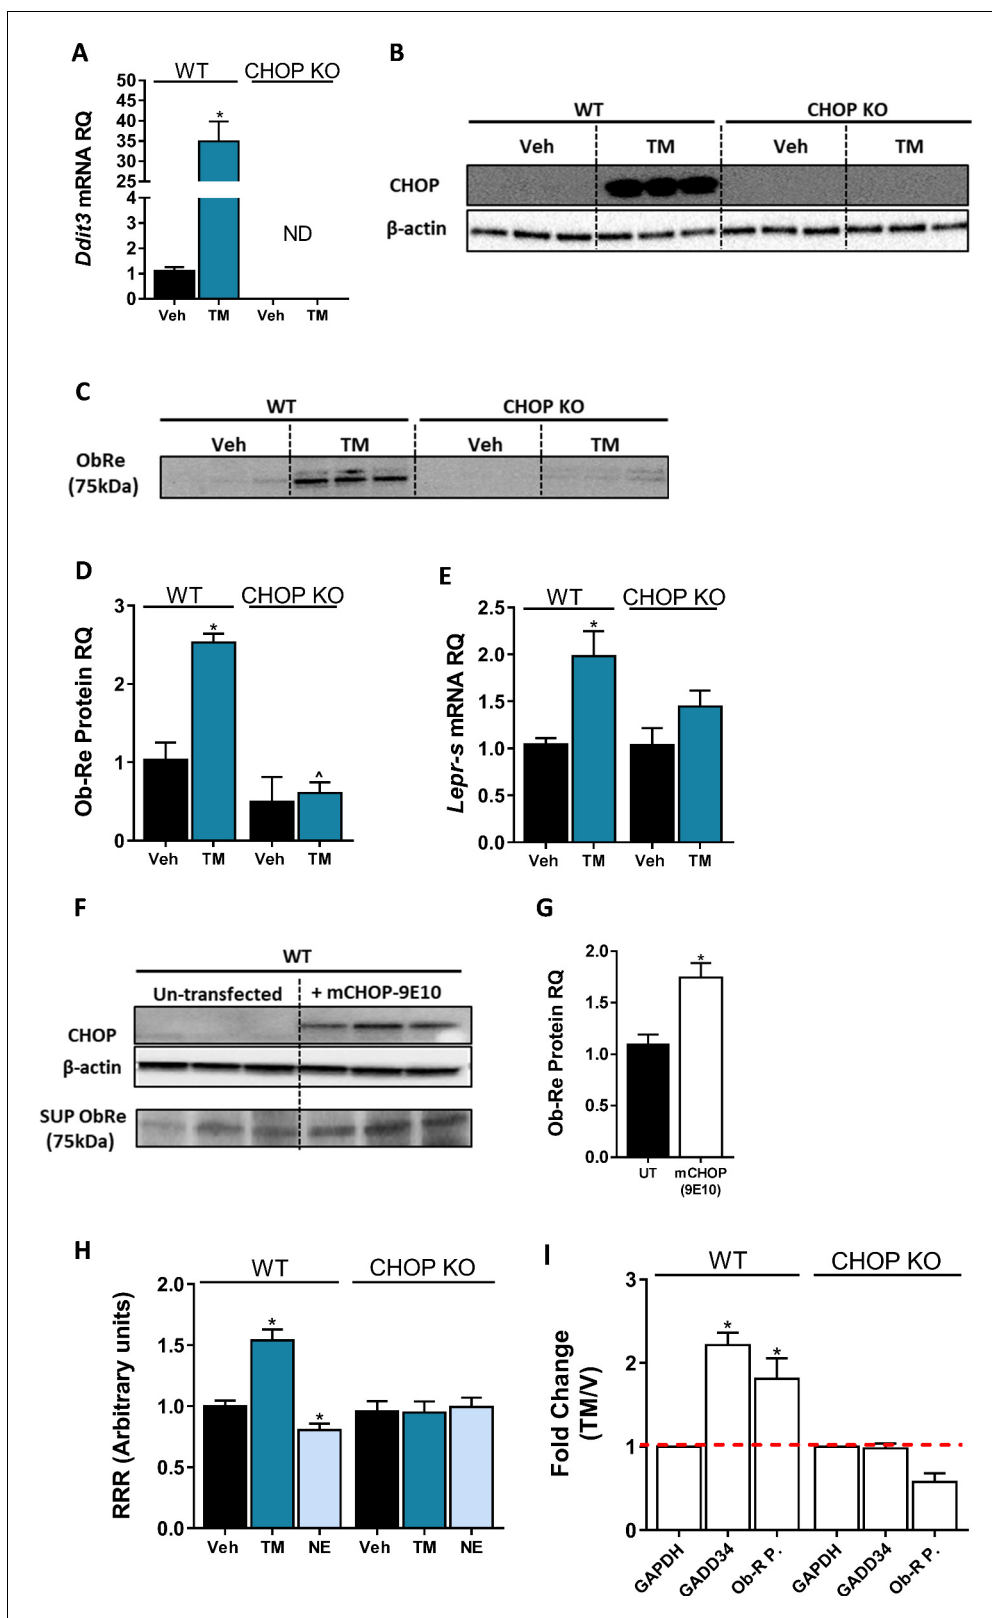 A
WT
CHOP KO
50
45
40
35
30
25
4
3
2
1
0
Ddit3 mRNA RQ
*
ND
Veh
TM
Veh
TM
B
WT
CHOP KO
Veh
TM
Veh
TM
CHOP
β-actin
C
WT
CHOP KO
Veh
TM
Veh
TM
ObRe
(75kDa)
D
WT
CHOP KO
3
2
1
0
Ob-Re Protein RQ
*
^
Veh
TM
Veh
TM
E
WT
CHOP KO
2.5
2.0
1.5
1.0
0.5
0.0
Lepr-s mRNA RQ
*
Veh
TM
Veh
TM
F
WT
Un-transfected
+ mCHOP-9E10
CHOP
β-actin
SUP ObRe
(75kDa)
G
2.0
1.5
1.0
0.5
0.0
Ob-Re Protein RQ
*
UT
mCHOP
(9E10)
H
WT
CHOP KO
2.0
1.5
1.0
0.5
0.0
RRR (Arbitrary units)
*
*
Veh
TM
NE
Veh
TM
NE
I
WT
CHOP KO
3
2
1
0
Fold Change
(TM/V)
*
*
GAPDH
GADD34
Ob-R P.
GAPDH
GADD34
Ob-R P.